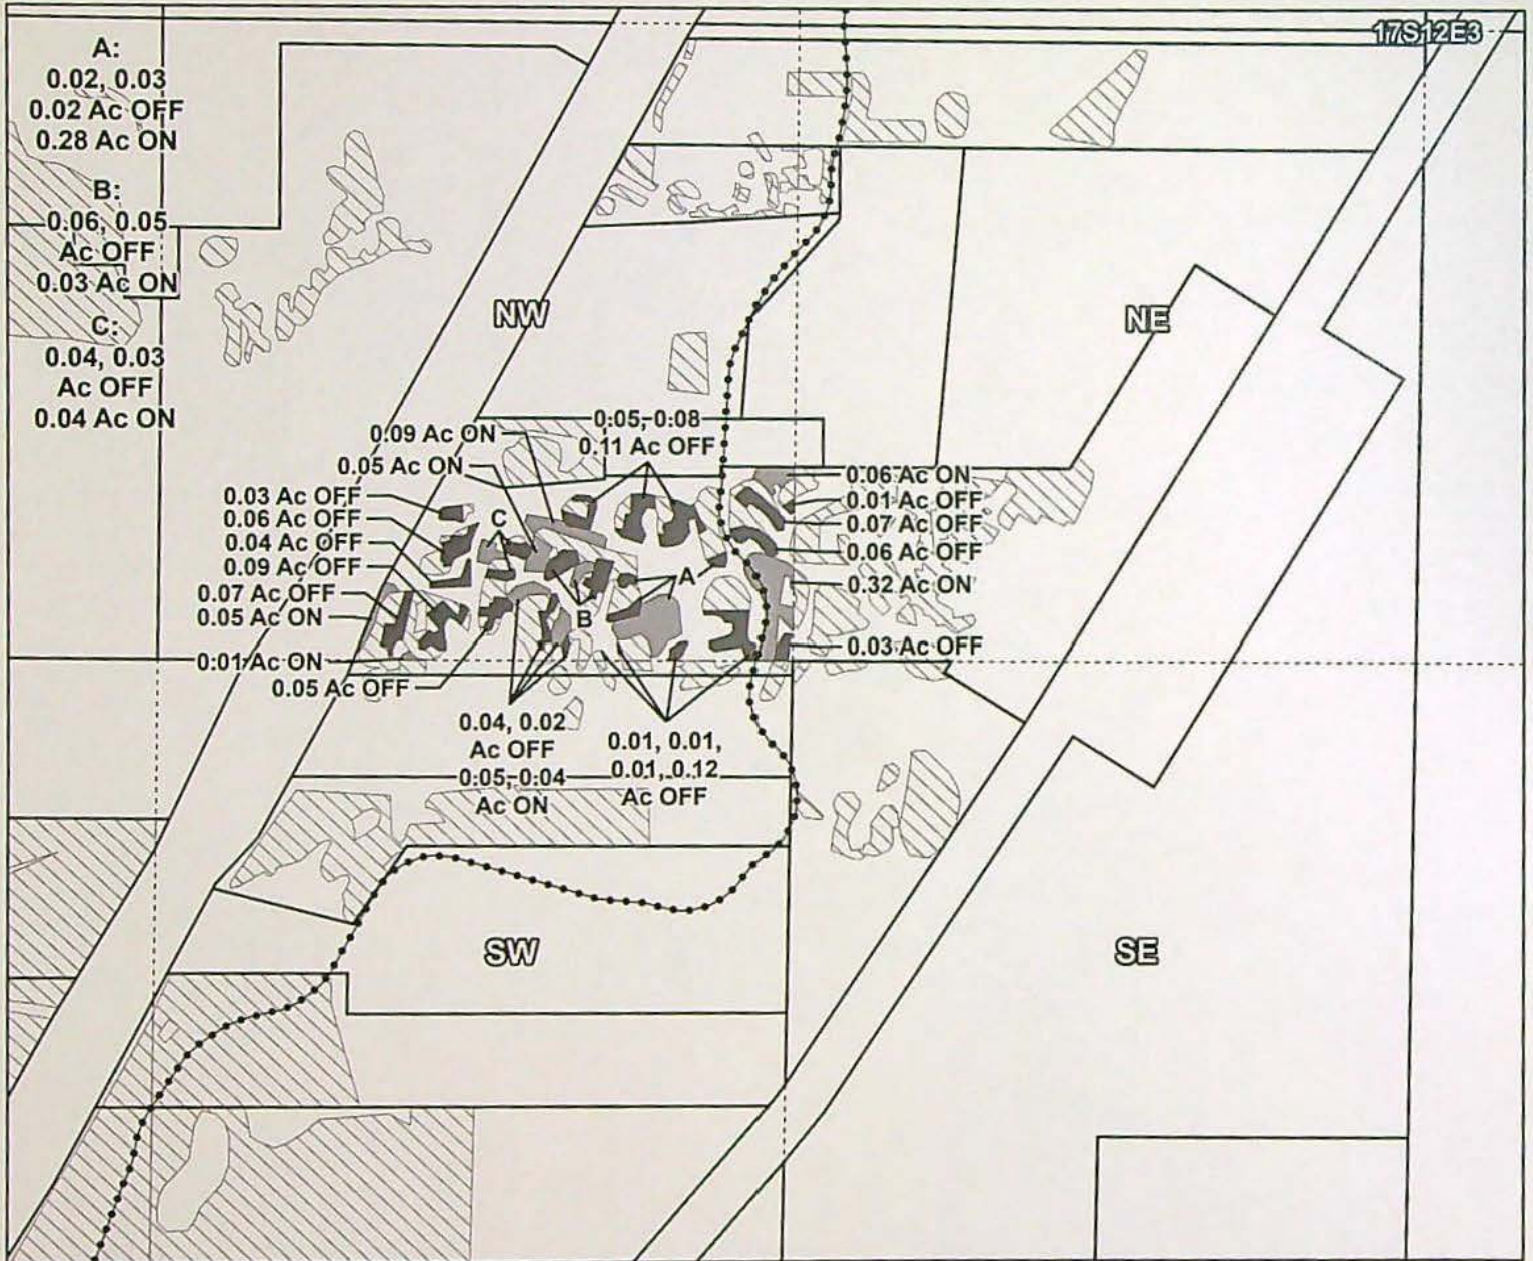 17S12E3
A:
0.02, 0.03
0.02 Ac OFF
0.28 Ac ON
B:
0.06, 0.05
Ac OFF
0.03 Ac ON
C:
0.04, 0.03
Ac OFF
0.04 Ac ON
NW
NE
0.09 Ac ON
0.05, 0.08
0.11 Ac OFF
0.05 Ac ON
0.03 Ac OFF
0.06 Ac OFF
0.04 Ac OFF
0.09 Ac OFF
0.07 Ac OFF
0.05 Ac ON
0.01 Ac ON
0.05 Ac OFF
C
B
A
0.06 Ac ON
0.01 Ac OFF
0.07 Ac OFF
0.06 Ac OFF
0.32 Ac ON
0.03 Ac OFF
0.04, 0.02
Ac OFF
0.05, 0.04
Ac ON
0.01, 0.01,
0.01, 0.12
Ac OFF
SW
SE